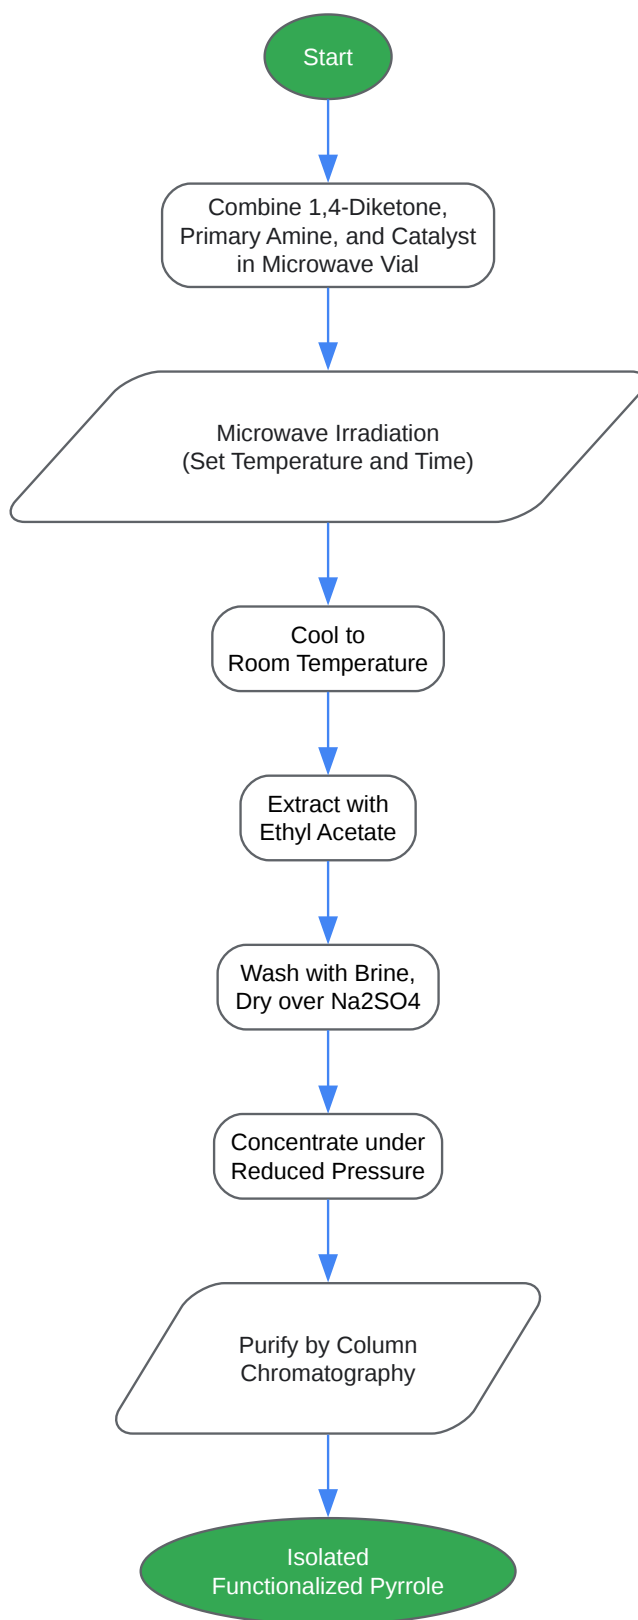 Start
Combine 1,4-Diketone,
Primary Amine, and Catalyst
in Microwave Vial
Microwave Irradiation
(Set Temperature and Time)
Cool to
Room Temperature
Extract with
Ethyl Acetate
Wash with Brine,
Dry over Na2SO4
Concentrate under
Reduced Pressure
Purify by Column
Chromatography
Isolated
Functionalized Pyrrole